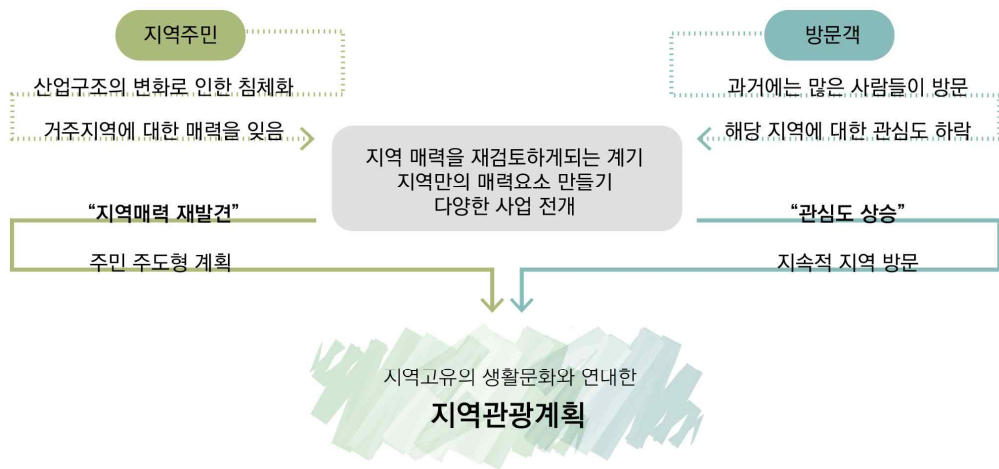 지역주민
방문객
산업구조의 변화로 인한 침체화
과거에는 많은 사람들이 방문
거주지역에 대한 매력을 잊음
해당 지역에 대한 관심도 하락
지역 매력을 재검토하게되는 계기
지역만의 매력요소 만들기
다양한 사업 전개
“지역매력 재발견”
“관심도 상승”
주민 주도형 계획
지속적 지역 방문
지역고유의 생활문화와 연대한
지역관광계획